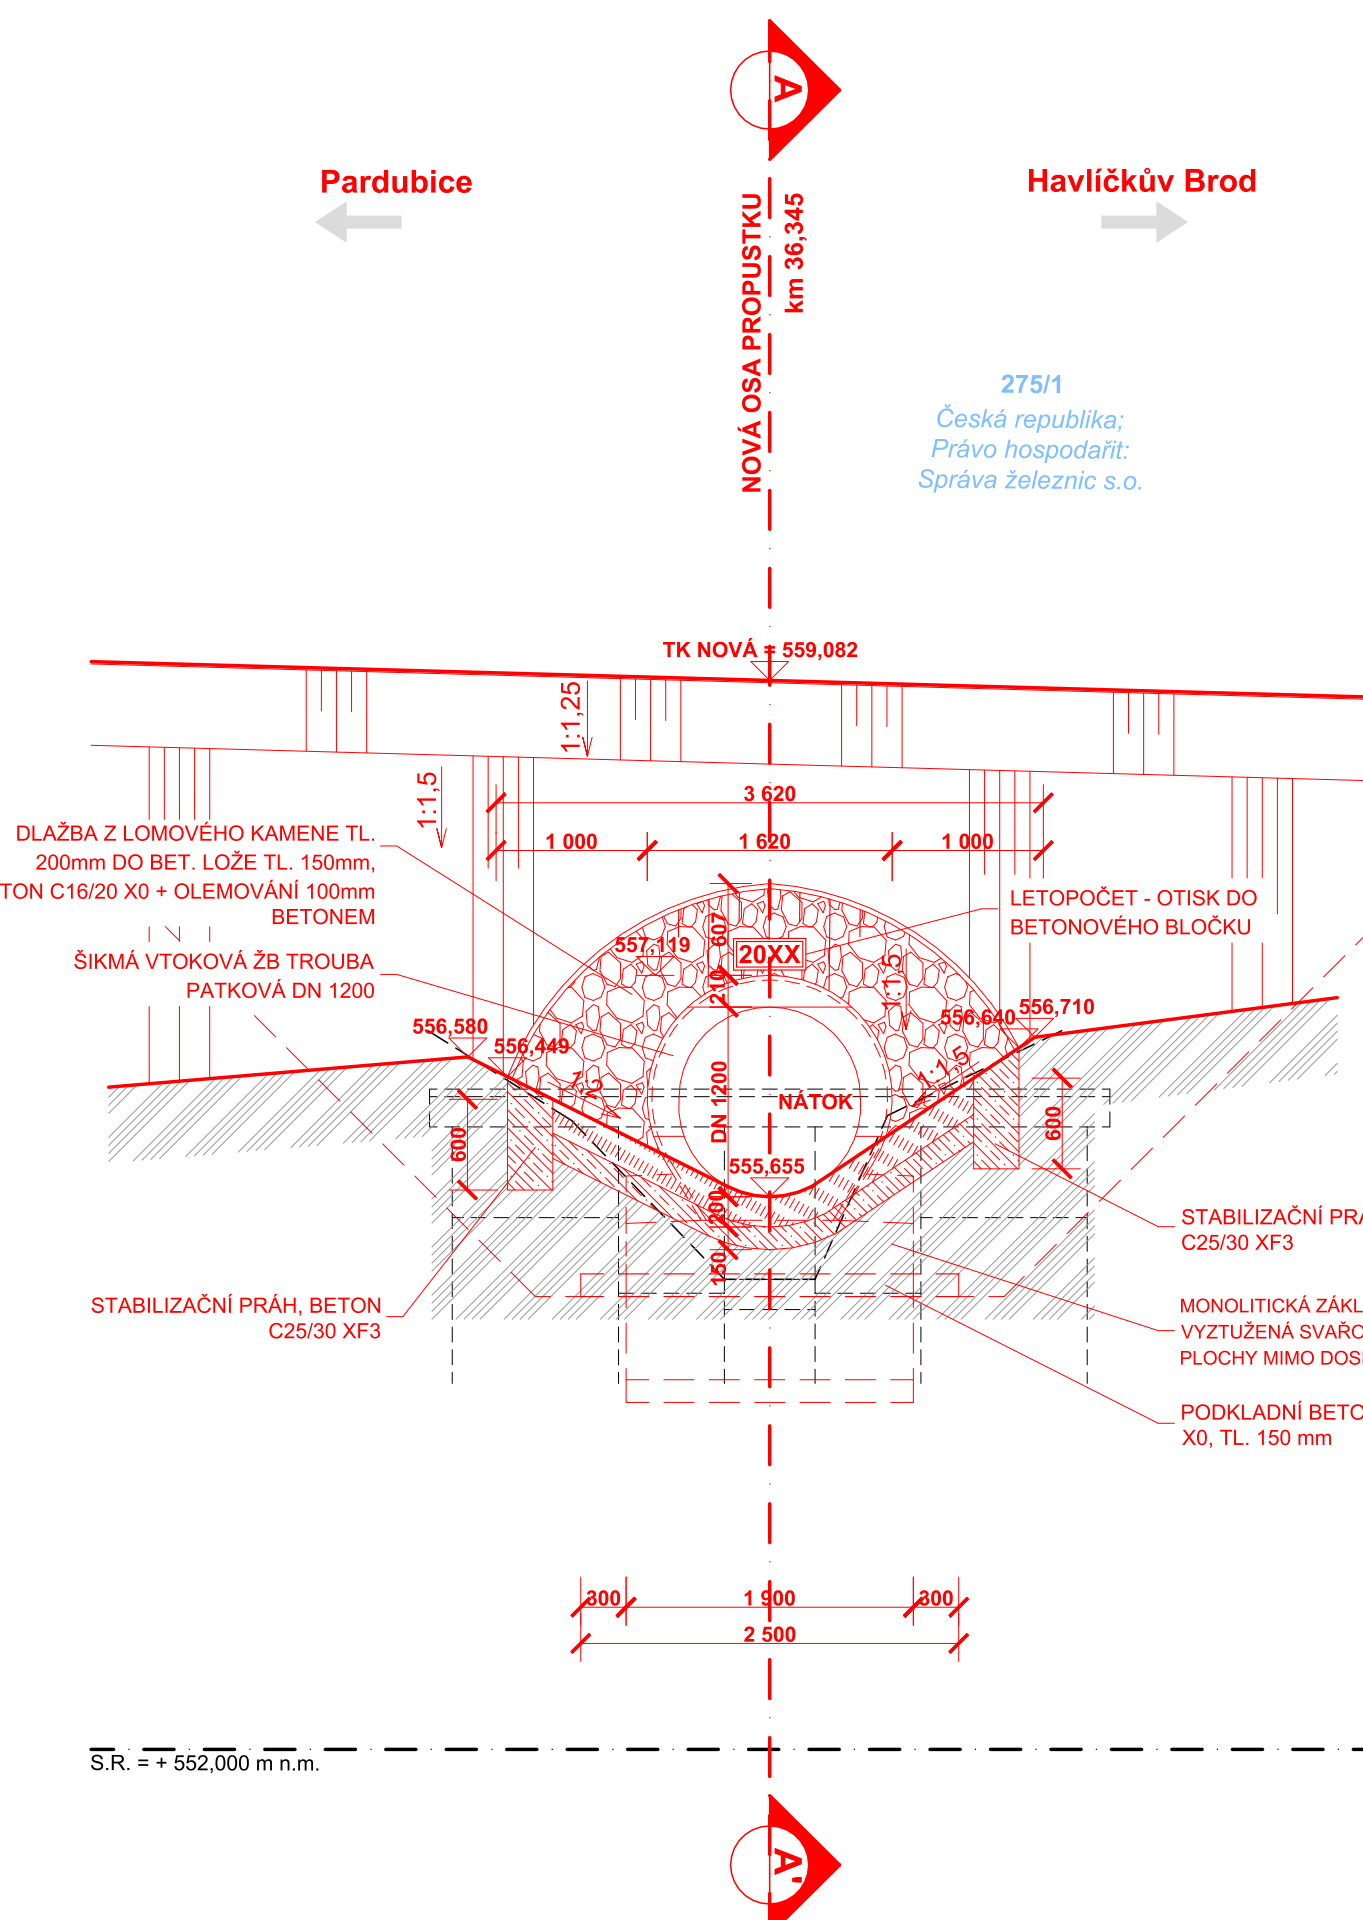 A
Pardubice
Havlíčkův Brod
NOVÁ OSA PROPUSTKU
km 36,345
275/1
Česká republika;
Právo hospodařit:
Správa železnic s.o.
TK NOVÁ = 559,082
1:1,25
1:1,5
3 620
1 000
1 620
1 000
DLAŽBA Z LOMOVÉHO KAMENE TL.
200mm DO BET. LOŽE TL. 150mm,
TON C16/20 X0 + OLEMOVÁNÍ 100mm
BETONEM
ŠIKMÁ VTOKOVÁ ŽB TROUBA
PATKOVÁ DN 1200
LETOPOČET - OTISK DO
BETONOVÉHO BLOČKU
607
557,119
20XX
210
1:1,5
556,580
556,449
556,640
556,710
1:2
1:1,5
DN 1200
NÁTOK
600
600
555,655
200
150
STABILIZAČNÍ PRÁH, BETON
C25/30 XF3
STABILIZAČNÍ PRÁ
C25/30 XF3
MONOLITICKÁ ZÁKL
VYZTUŽENÁ SVAŘO
PLOCHY MIMO DOS
PODKLADNÍ BETO
X0, TL. 150 mm
300
1 900
300
2 500
S.R. = + 552,000 m n.m.
A'